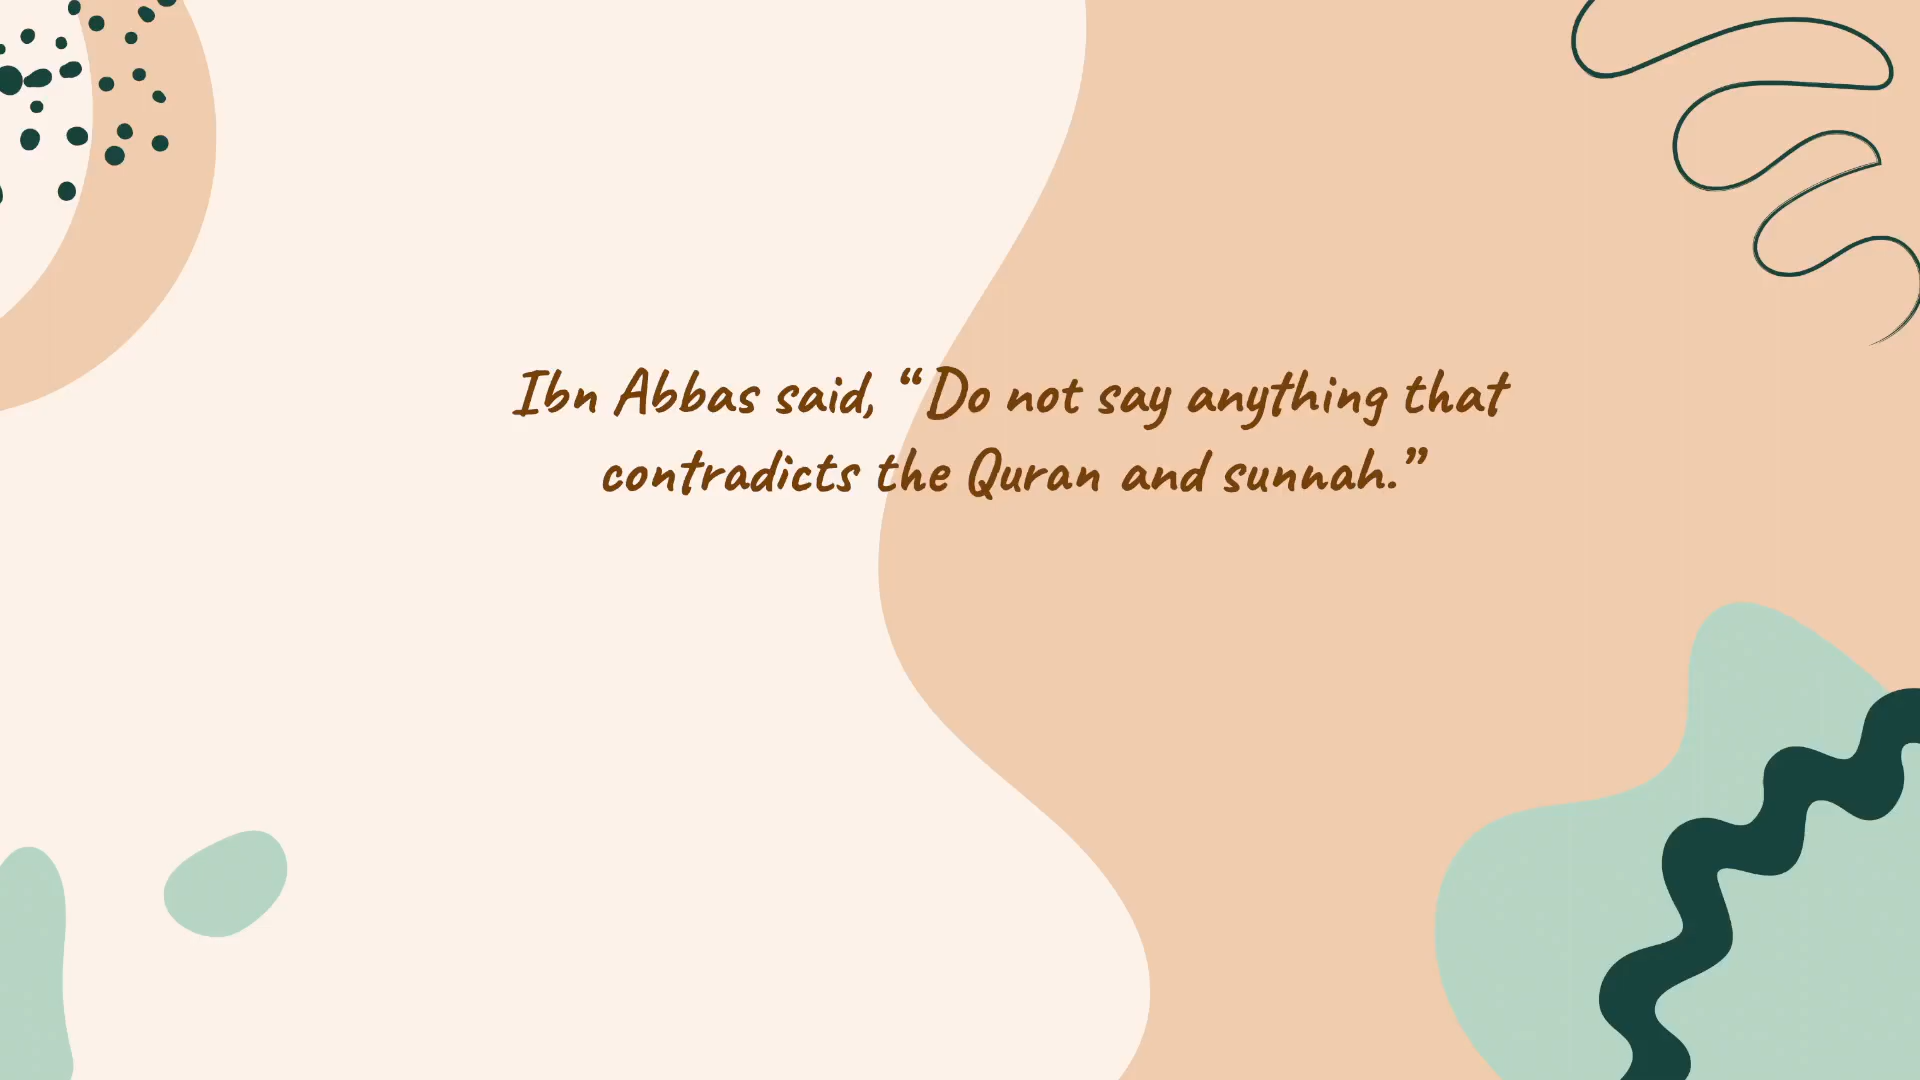 Ibn Abbas said, “Do not say anything that
contradicts the Quran and sunnah.”